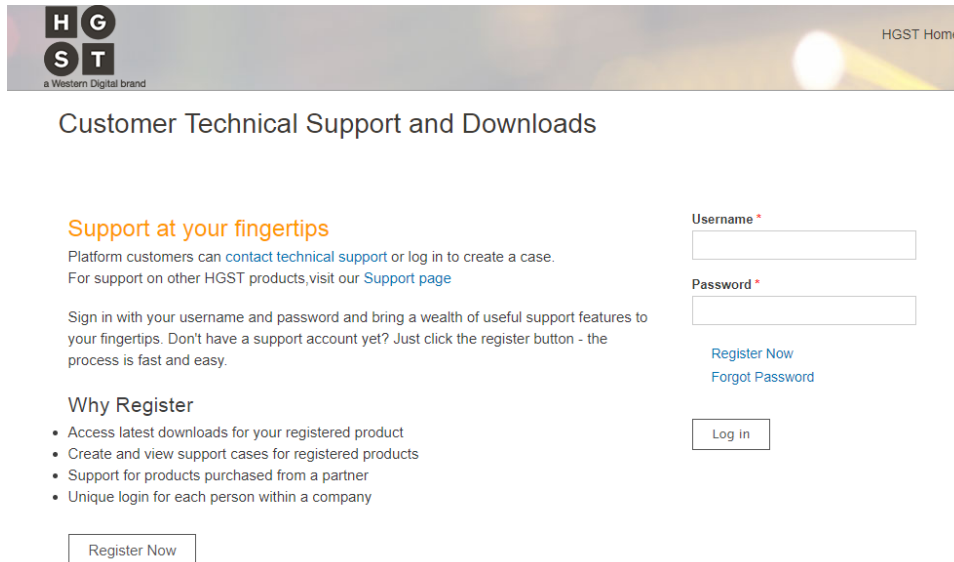 H G
S T
a Western Digital brand
HGST Home
Customer Technical Support and Downloads
Support at your fingertips
Platform customers can contact technical support or log in to create a case.
For support on other HGST products,visit our Support page
Sign in with your username and password and bring a wealth of useful support features to
your fingertips. Don't have a support account yet? Just click the register button - the
process is fast and easy.
Why Register
• Access latest downloads for your registered product
• Create and view support cases for registered products
• Support for products purchased from a partner
• Unique login for each person within a company
Register Now
Username *
Password *
Register Now
Forgot Password
Log in